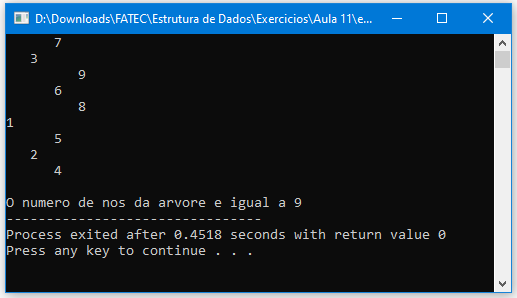 D:\Downloads\FATEC\Estrutura de Dados\Exercicios\Aula 11\e...
7
3
9
6
8
1
5
2
4
O numero de nos da arvore e igual a 9
--------------------------------
Process exited after 0.4518 seconds with return value 0
Press any key to continue . . .